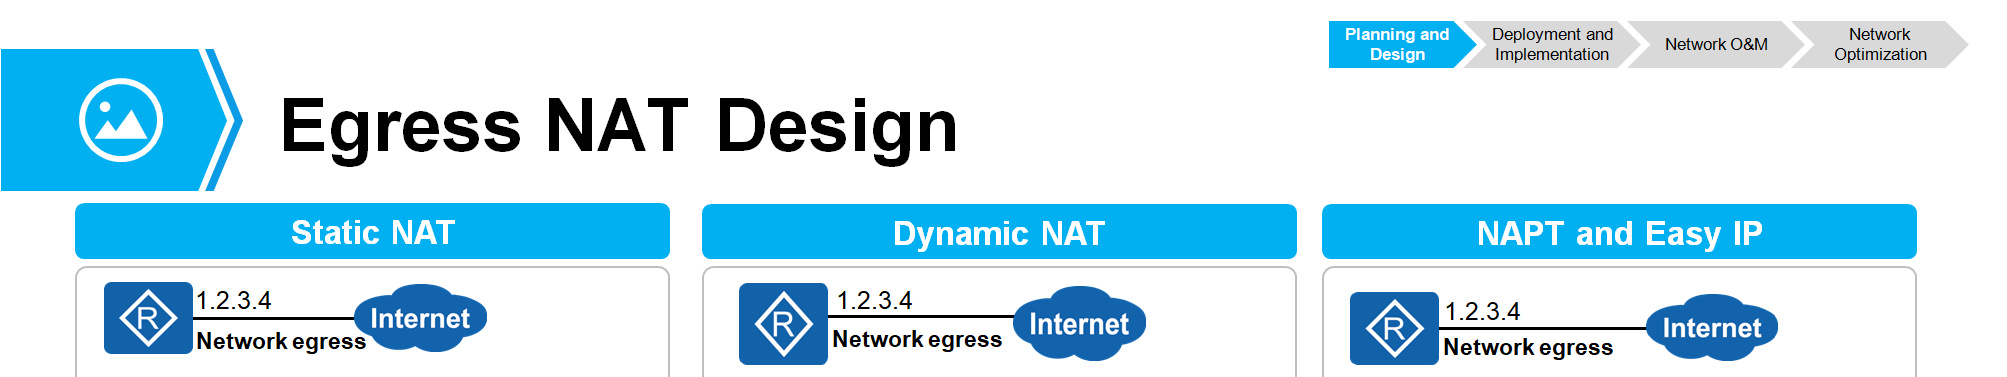 Planning and
Design
Deployment and
Implementation
Network O&M
Network
Optimization
Egress NAT Design
Static NAT
Dynamic NAT
NAPT and Easy IP
R
1.2.3.4
Network egress
Internet
R
1.2.3.4
Network egress
Internet
R
1.2.3.4
Network egress
Internet